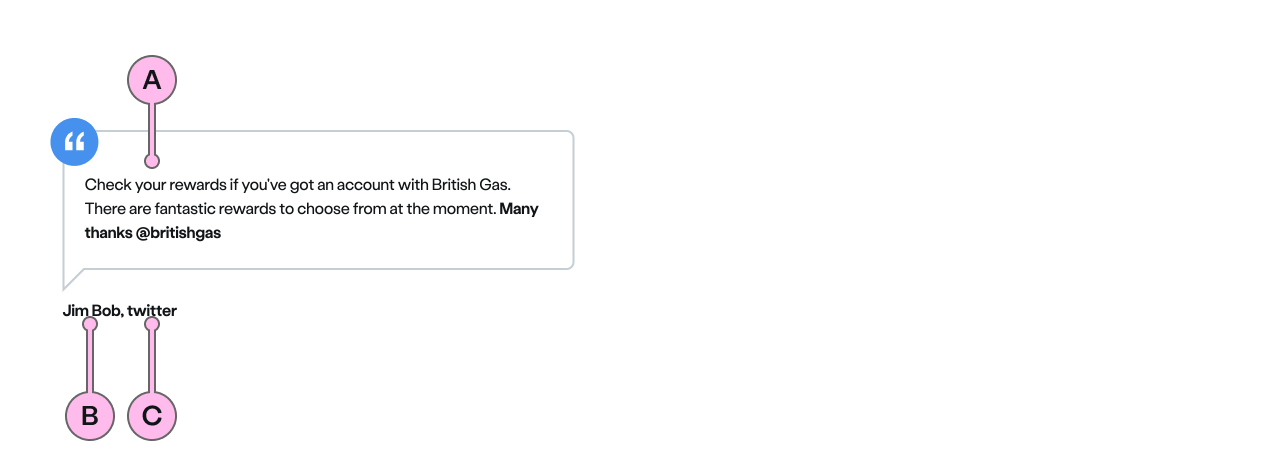 A
“
Check your rewards if you've got an account with British Gas.
There are fantastic rewards to choose from at the moment. Many
thanks @britishgas
Jim Bob, twitter
B C